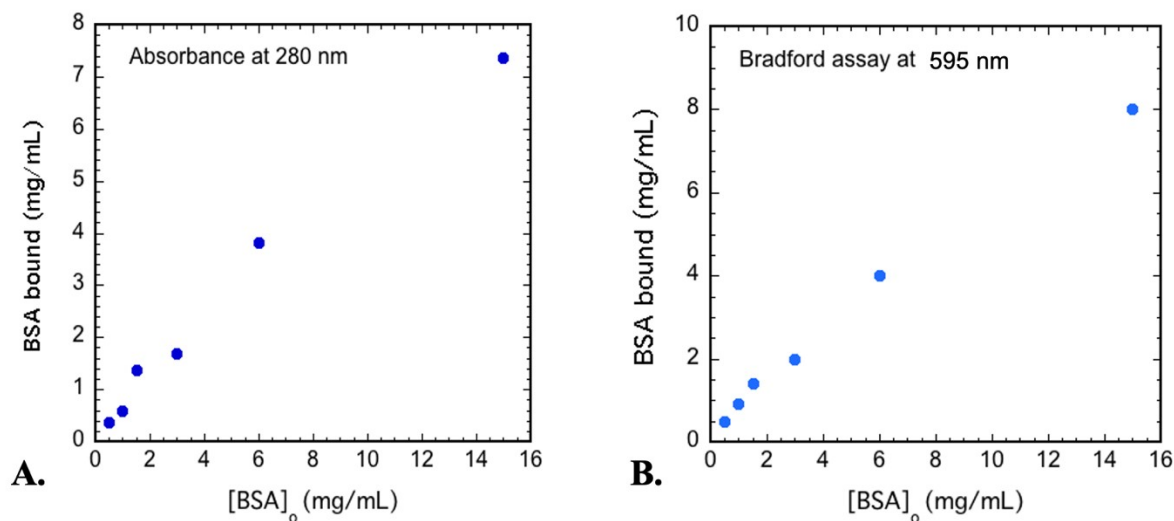 Absorbance at 280 nm
BSA bound (mg/mL)
8
7
6
5
4
3
2
1
0
0 2 4 6 8 10 12 14 16
[BSA]o (mg/mL)
A.
Bradford assay at 595 nm
BSA bound (mg/mL)
10
8
6
4
2
0
0 2 4 6 8 10 12 14 16
[BSA]o (mg/mL)
B.